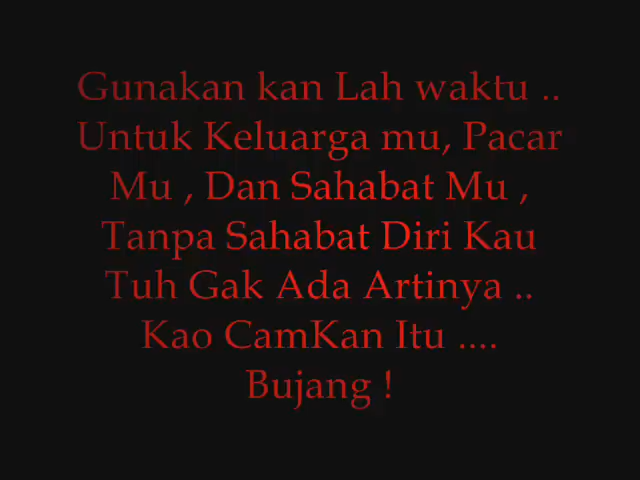 Gunakan kan Lah waktu ..
Untuk Keluarga mu, Pacar
Mu , Dan Sahabat Mu ,
Tanpa Sahabat Diri Kau
Tuh Gak Ada Artinya ..
Kao CamKan Itu ....
Bujang !